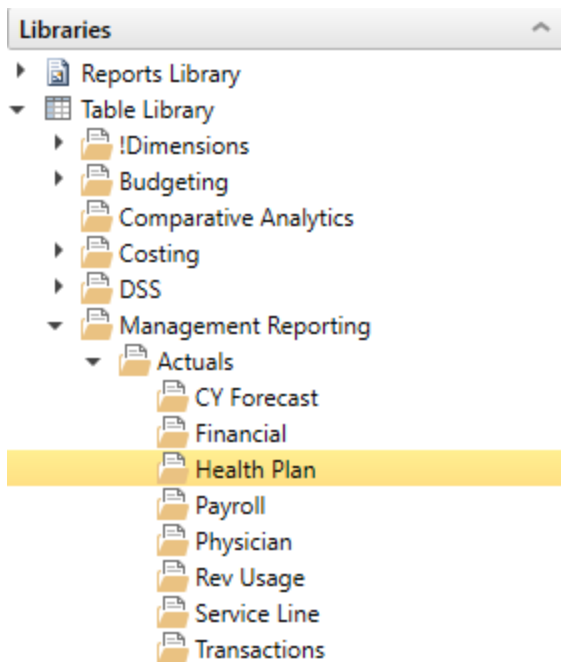 Libraries
Reports Library
Table Library
!Dimensions
Budgeting
Comparative Analytics
Costing
DSS
Management Reporting
Actuals
CY Forecast
Financial
Health Plan
Payroll
Physician
Rev Usage
Service Line
Transactions